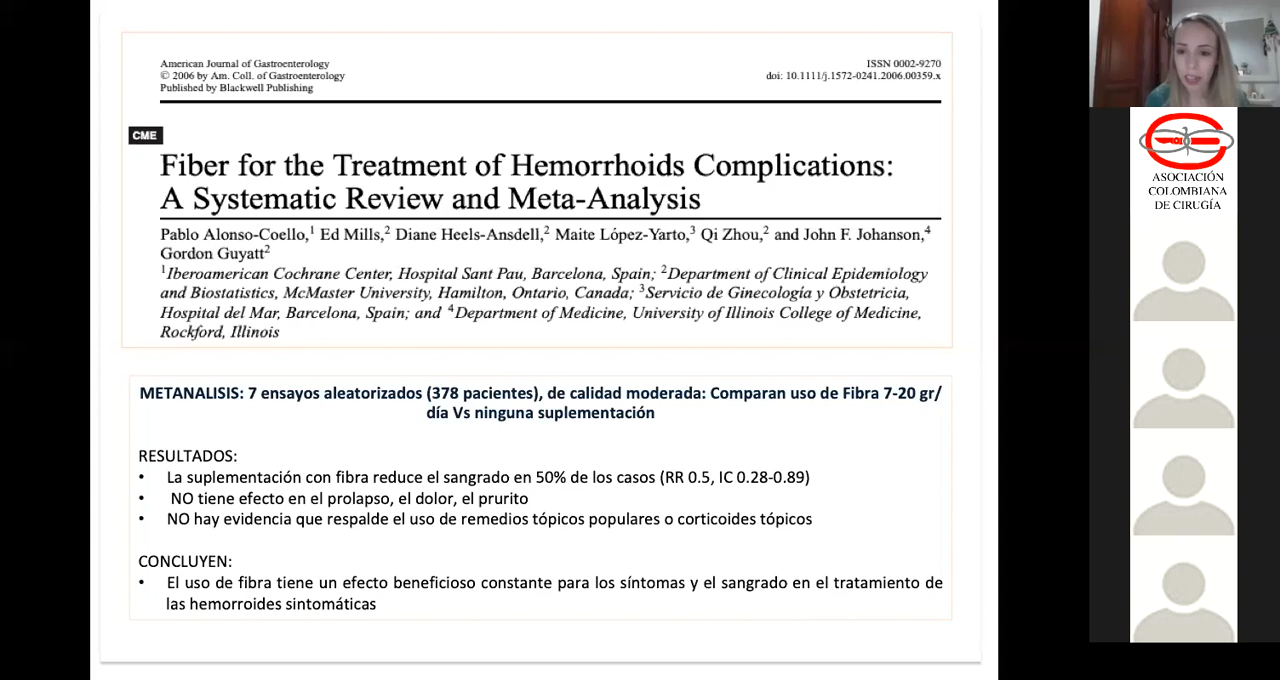 American Journal of Gastroenterology
© 2006 by Am. Coll. of Gastroenterology
Published by Blackwell Publishing
ISSN 0002-9270
doi: 10.1111/j.1572-0241.2006.00359.x
CME
Fiber for the Treatment of Hemorrhoids Complications:
A Systematic Review and Meta-Analysis
Pablo Alonso-Coello,1 Ed Mills,2 Diane Heels-Ansdell,2 Maite López-Yarto,3 Qi Zhou,2 and John F. Johanson,4
Gordon Guyatt2
1Iberoamerican Cochrane Center, Hospital Sant Pau, Barcelona, Spain; 2Department of Clinical Epidemiology
and Biostatistics, McMaster University, Hamilton, Ontario, Canada; 3Servicio de Ginecología y Obstetricia,
Hospital del Mar, Barcelona, Spain; and 4Department of Medicine, University of Illinois College of Medicine,
Rockford, Illinois
METANALISIS: 7 ensayos aleatorizados (378 pacientes), de calidad moderada: Comparan uso de Fibra 7-20 gr/
día Vs ninguna suplementación
RESULTADOS:
• La suplementación con fibra reduce el sangrado en 50% de los casos (RR 0.5, IC 0.28-0.89)
• NO tiene efecto en el prolapso, el dolor, el prurito
• NO hay evidencia que respalde el uso de remedios tópicos populares o corticoides tópicos
CONCLUYEN:
• El uso de fibra tiene un efecto beneficioso constante para los síntomas y el sangrado en el tratamiento de
las hemorroides sintomáticas
ASOCIACIÓN
COLOMBIANA
DE CIRUGÍA